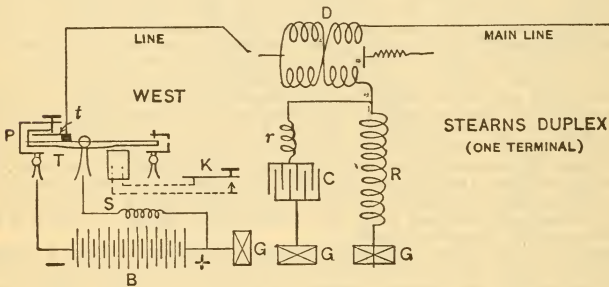 D
LINE
MAIN LINE
WEST
P
t
T
S
K
r
C
R
STEARNS DUPLEX
(ONE TERMINAL)
G
G
G
−
B
+